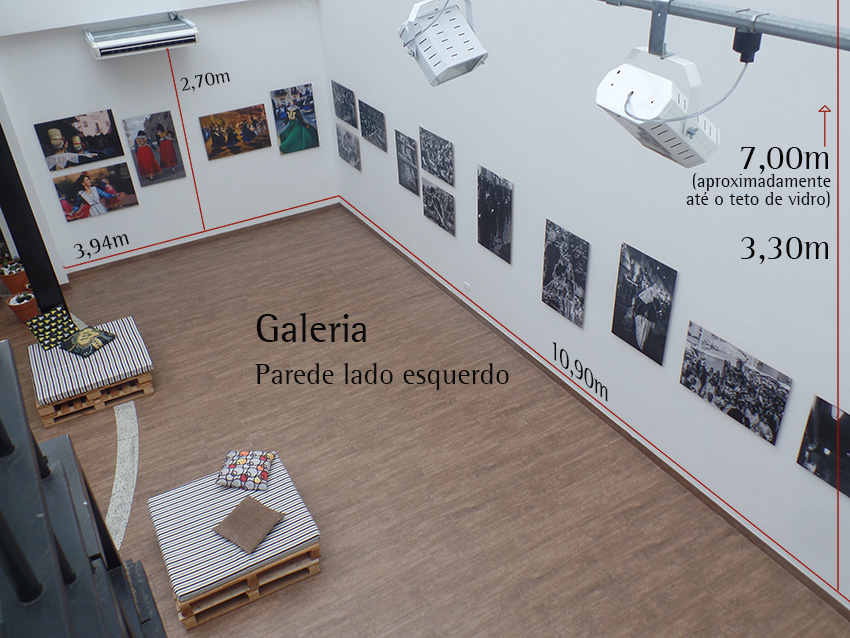 2,70m
3,94m
7,00m
(aproximadamente
até o teto de vidro)
3,30m
Galeria
Parede lado esquerdo
10,90m